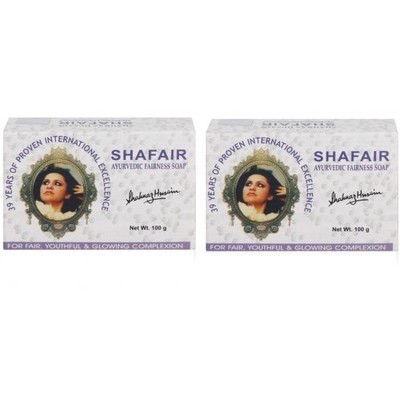 39 YEARS OF PROVEN INTERNATIONAL EXCELLENCE
SHAFAIR
AYURVEDIC FAIRNESS SOAP
Shahnaz Husain
Net Wt. 100 g
FOR FAIR, YOUTHFUL & GLOWING COMPLEXION
39 YEARS OF PROVEN INTERNATIONAL EXCELLENCE
SHAFAIR
AYURVEDIC FAIRNESS SOAP
Shahnaz Husain
Net Wt. 100 g
FOR FAIR, YOUTHFUL & GLOWING COMPLEXION